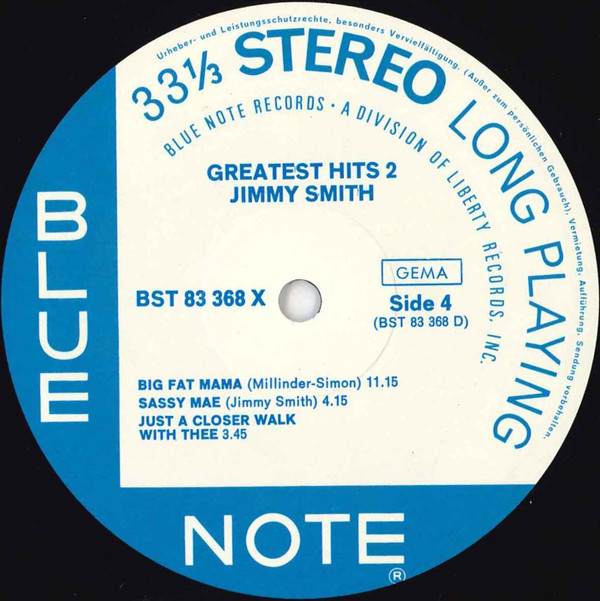 Urheber- und Leistungsschutzrechte, besonders Vervielfältigung, (Außer zum persönlichen Gebrauch), Vermietung, Aufführung, Sendung vorbehalten.
33 1/3 STEREO LONG PLAYING
BLUE NOTE RECORDS · A DIVISION OF LIBERTY RECORDS, INC.
GREATEST HITS 2
JIMMY SMITH
BLUE
GEMA
BST 83 368 X
Side 4
(BST 83 368 D)
BIG FAT MAMA (Millinder-Simon) 11.15
SASSY MAE (Jimmy Smith) 4.15
JUST A CLOSER WALK
WITH THEE 3.45
NOTE
®